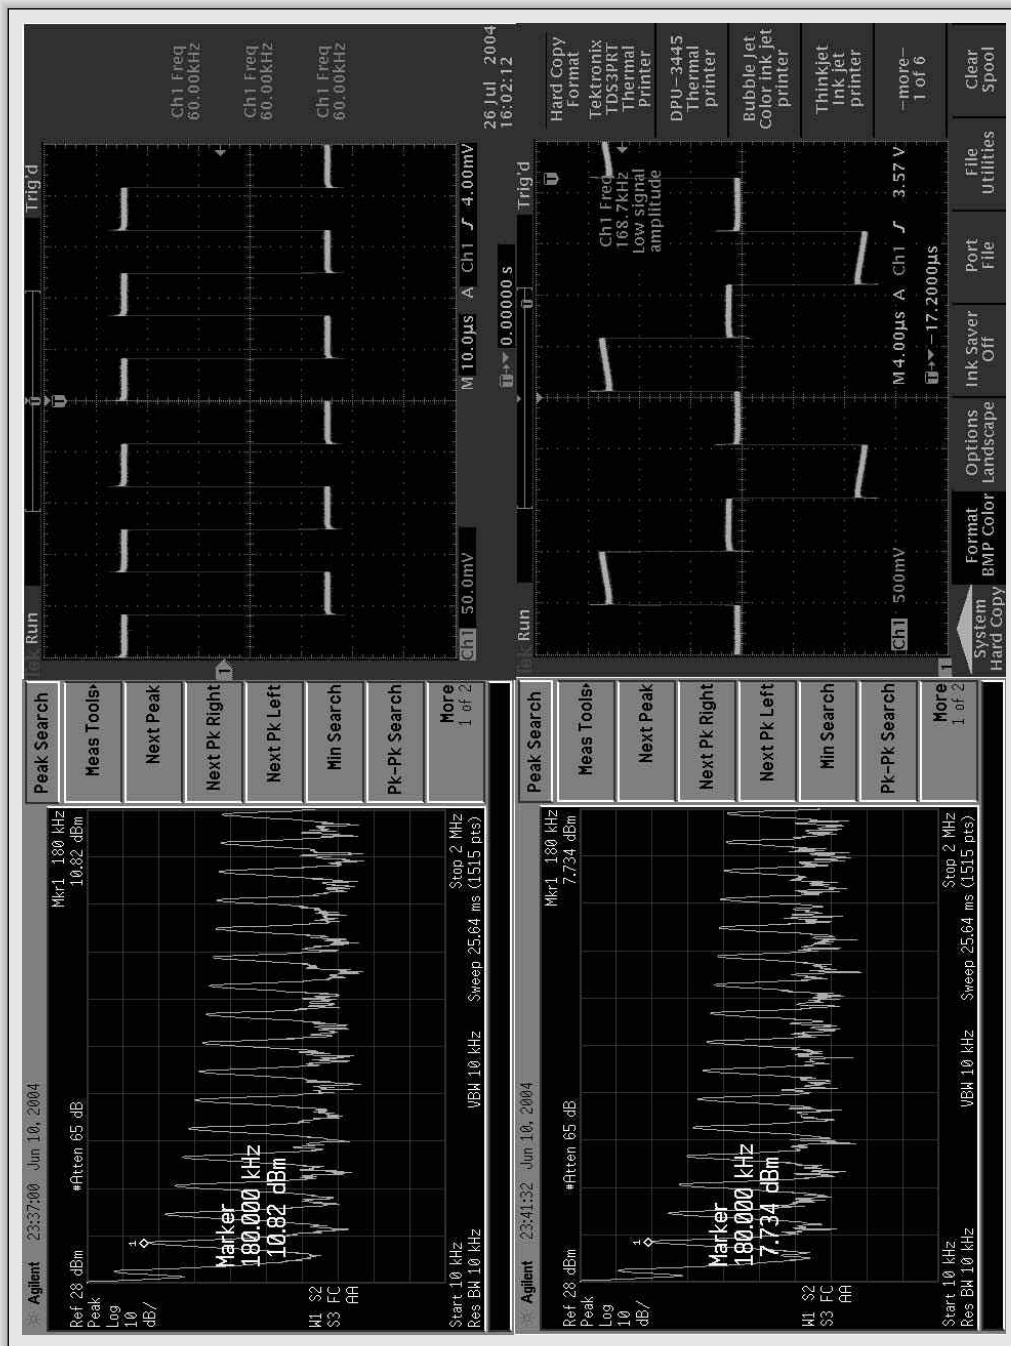 Agilent 23:37:00 Jun 10, 2004
Ref 28 dBm
#Atten 65 dB
Mkr1 180 kHz
10.82 dBm
Peak
Log
10
dB/
1
Marker
180.000 kHz
10.82 dBm
W1 S2
S3 FC
AA
Start 10 kHz
Stop 2 MHz
Res BW 10 kHz
VBW 10 kHz
Sweep 25.64 ms (1515 pts)
Peak Search
Meas Tools
Next Peak
Next Pk Right
Next Pk Left
Min Search
Pk-Pk Search
More
1 of 2
Tek Run
Trig'd
T
T
1
Ch1 Freq
60.00kHz
Ch1 Freq
60.00kHz
Ch1 Freq
60.00kHz
Ch1 50.0mV
M 10.0µs A Ch1 ƒ 4.00mV
0.00000 s
26 Jul 2004
16:02:12
Agilent 23:41:32 Jun 10, 2004
Ref 28 dBm
#Atten 65 dB
Mkr1 180 kHz
7.734 dBm
Peak
Log
10
dB/
1
Marker
180.000 kHz
7.734 dBm
W1 S2
S3 FC
AA
Start 10 kHz
Stop 2 MHz
Res BW 10 kHz
VBW 10 kHz
Sweep 25.64 ms (1515 pts)
Peak Search
Meas Tools
Next Peak
Next Pk Right
Next Pk Left
Min Search
Pk-Pk Search
More
1 of 2
Tek Run
Trig'd
T
T
Ch1 Freq
168.7kHz
Low signal
amplitude
1
Ch1 500mV
M 4.00µs A Ch1 ƒ 3.57 V
-17.2000µs
Hard Copy
Format
Tektronix
TDS3PRT
Thermal
Printer
DPU-3445
Thermal
printer
Bubble Jet
Color ink jet
printer
Thinkjet
Ink jet
printer
-more-
1 of 6
System
Hard Copy
Format
BMP Color
Options
Landscape
Ink Saver
Off
Port
File
File
Utilities
Clear
Spool